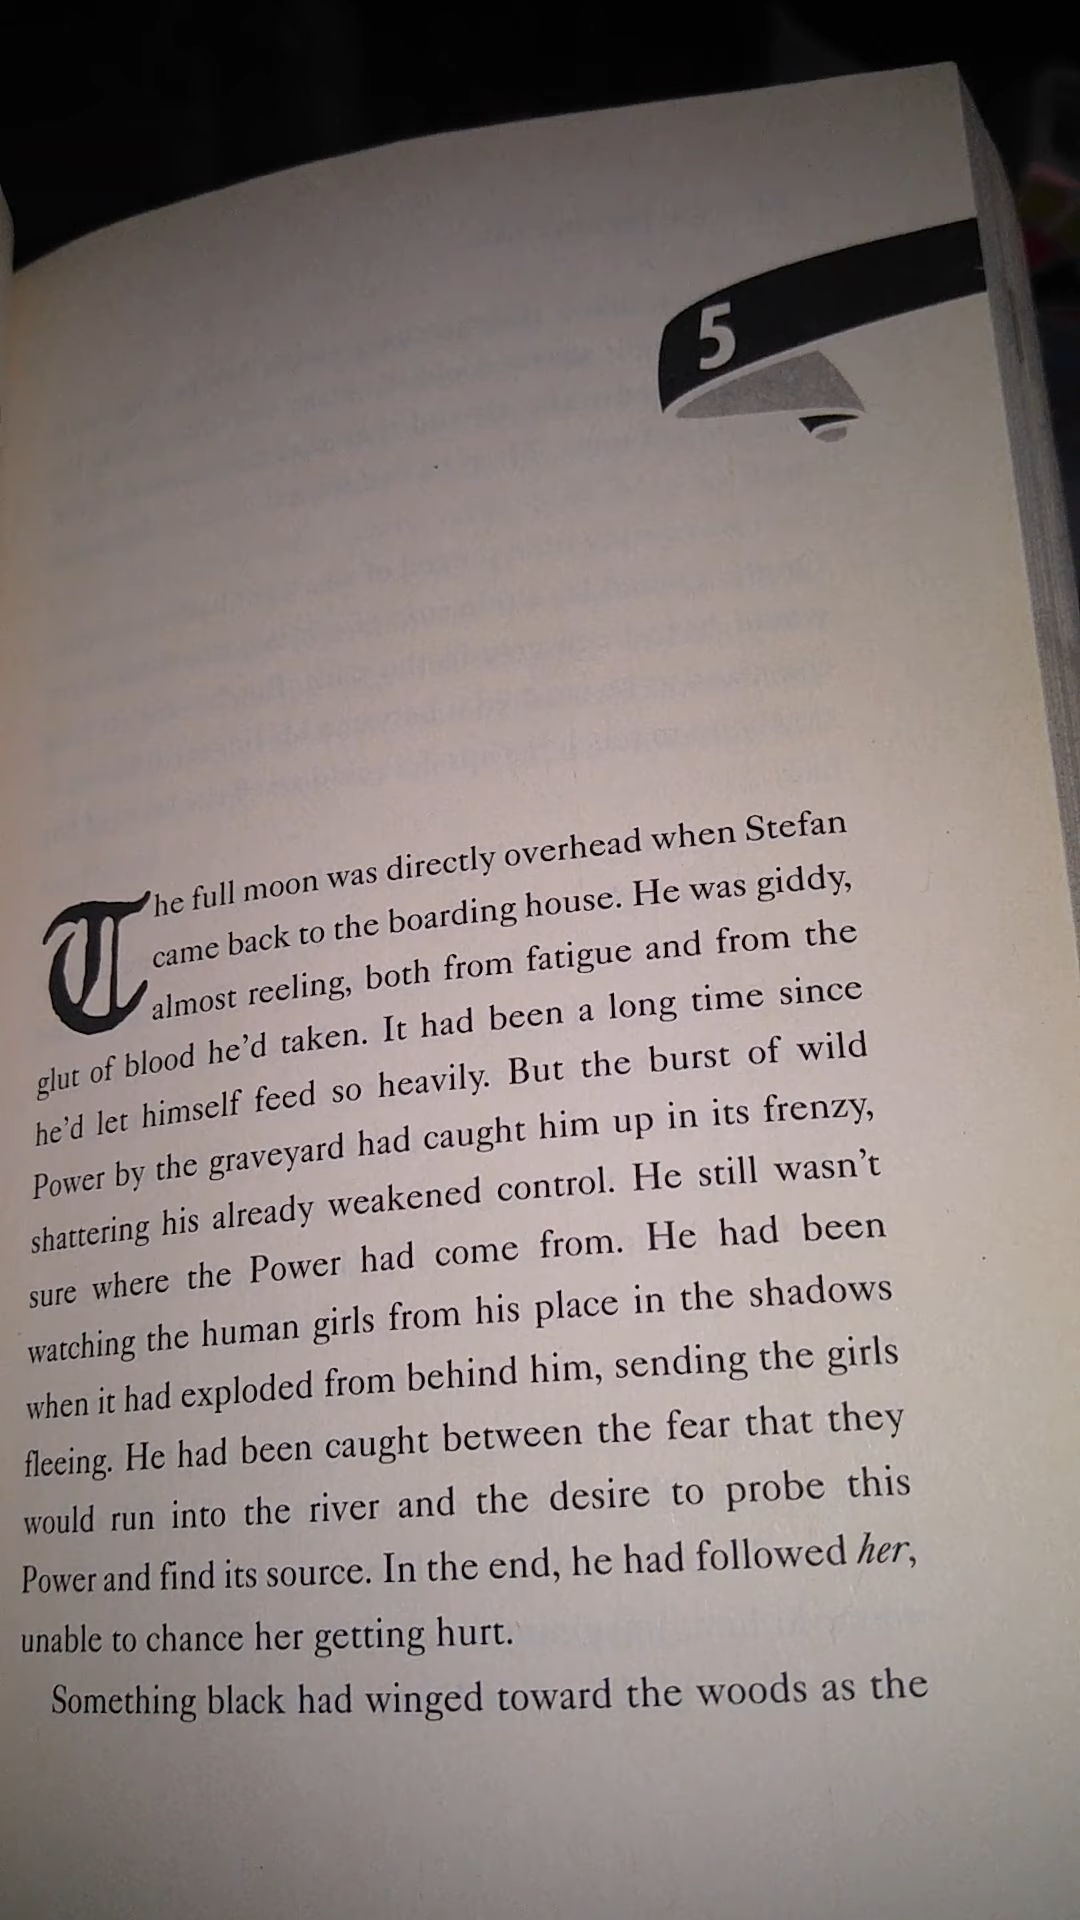 5
The full moon was directly overhead when Stefan
came back to the boarding house. He was giddy,
almost reeling, both from fatigue and from the
glut of blood he’d taken. It had been a long time since
he’d let himself feed so heavily. But the burst of wild
Power by the graveyard had caught him up in its frenzy,
shattering his already weakened control. He still wasn’t
sure where the Power had come from. He had been
watching the human girls from his place in the shadows
when it had exploded from behind him, sending the girls
fleeing. He had been caught between the fear that they
would run into the river and the desire to probe this
Power and find its source. In the end, he had followed her,
unable to chance her getting hurt.
Something black had winged toward the woods as the